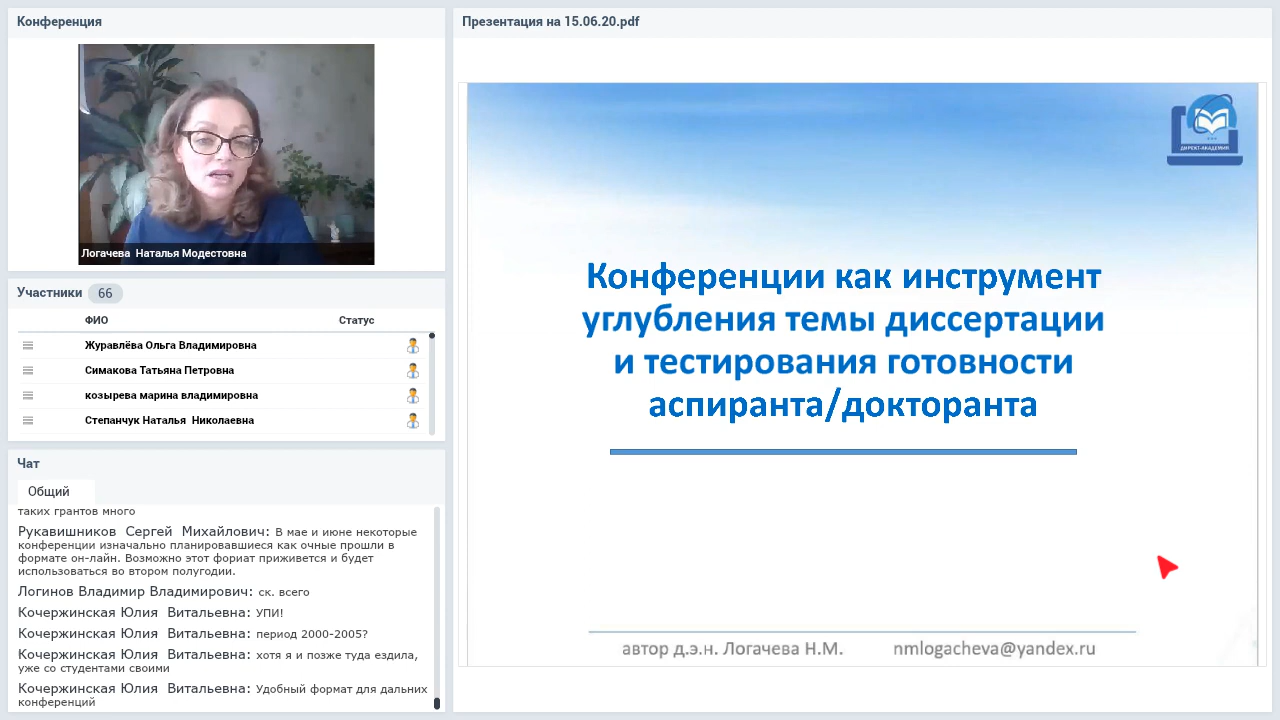 Конференция
Логачева  Наталья Модестовна
Участники 66
ФИО Статус
Журавлёва Ольга Владимировна
Симакова Татьяна Петровна
козырева марина владимировна
Степанчук Наталья  Николаевна
Чат
Общий
таких грантов много
Рукавишников  Сергей  Михайлович: В мае и июне некоторые
конференции изначально планировавшиеся как очные прошли в
формате он-лайн. Возможно этот фориат приживется и будет
использоваться во втором полугодии.
Логинов Владимир Владимирович: ск. всего
Кочержинская Юлия  Витальевна: УПИ!
Кочержинская Юлия  Витальевна: период 2000-2005?
Кочержинская Юлия  Витальевна: хотя я и позже туда ездила,
уже со студентами своими
Кочержинская Юлия  Витальевна: Удобный формат для дальних
конференций
Презентация на 15.06.20.pdf
ДИРЕКТ-АКАДЕМИЯ
Конференции как инструмент
углубления темы диссертации
и тестирования готовности
аспиранта/докторанта
автор д.э.н. Логачева Н.М. nmlogacheva@yandex.ru